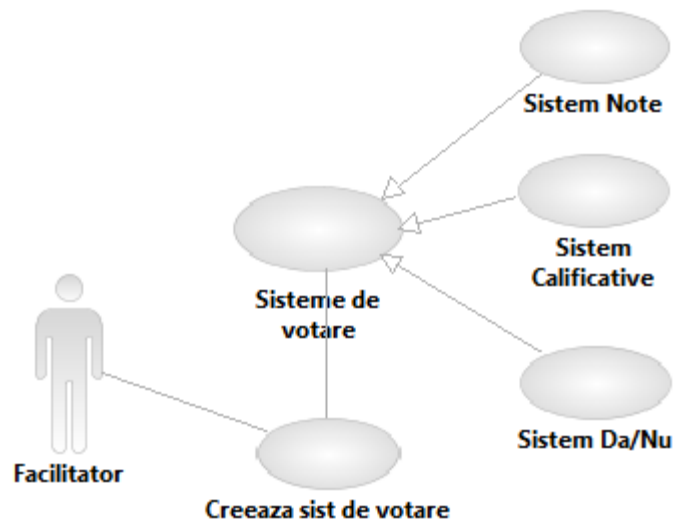 Sistem Note
Sistem
Calificative
Sisteme de
votare
Sistem Da/Nu
Facilitator
Creeaza sist de votare